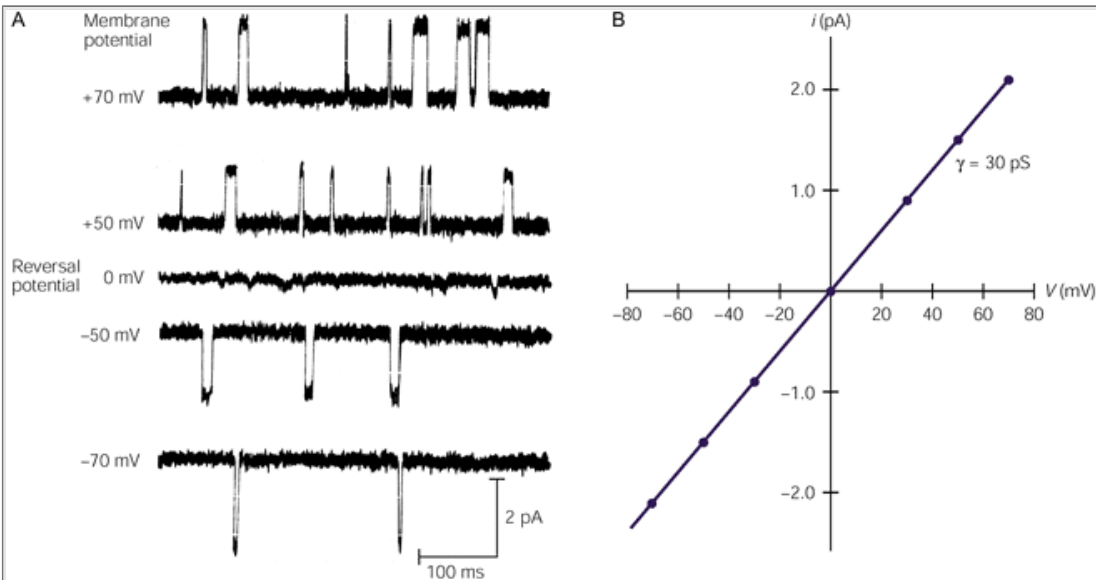 A
Membrane
potential
+70 mV
+50 mV
Reversal
potential
0 mV
−50 mV
−70 mV
2 pA
100 ms
B
i (pA)
2.0
γ = 30 pS
1.0
V (mV)
−80 −60 −40 −20 20 40 60 80
−1.0
−2.0